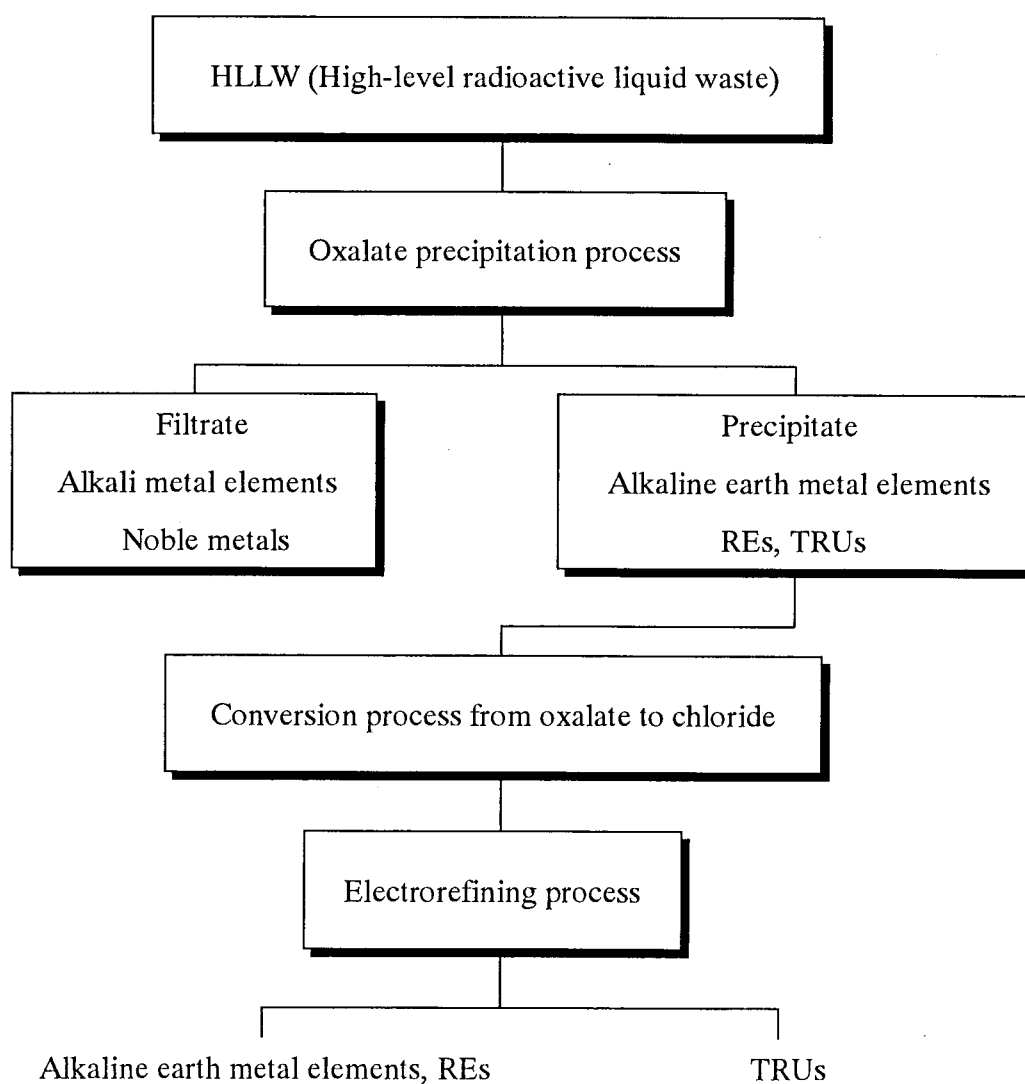 HLLW (High-level radioactive liquid waste)
Oxalate precipitation process
Filtrate
Alkali metal elements
Noble metals
Precipitate
Alkaline earth metal elements
REs, TRUs
Conversion process from oxalate to chloride
Electrorefining process
Alkaline earth metal elements, REs
TRUs